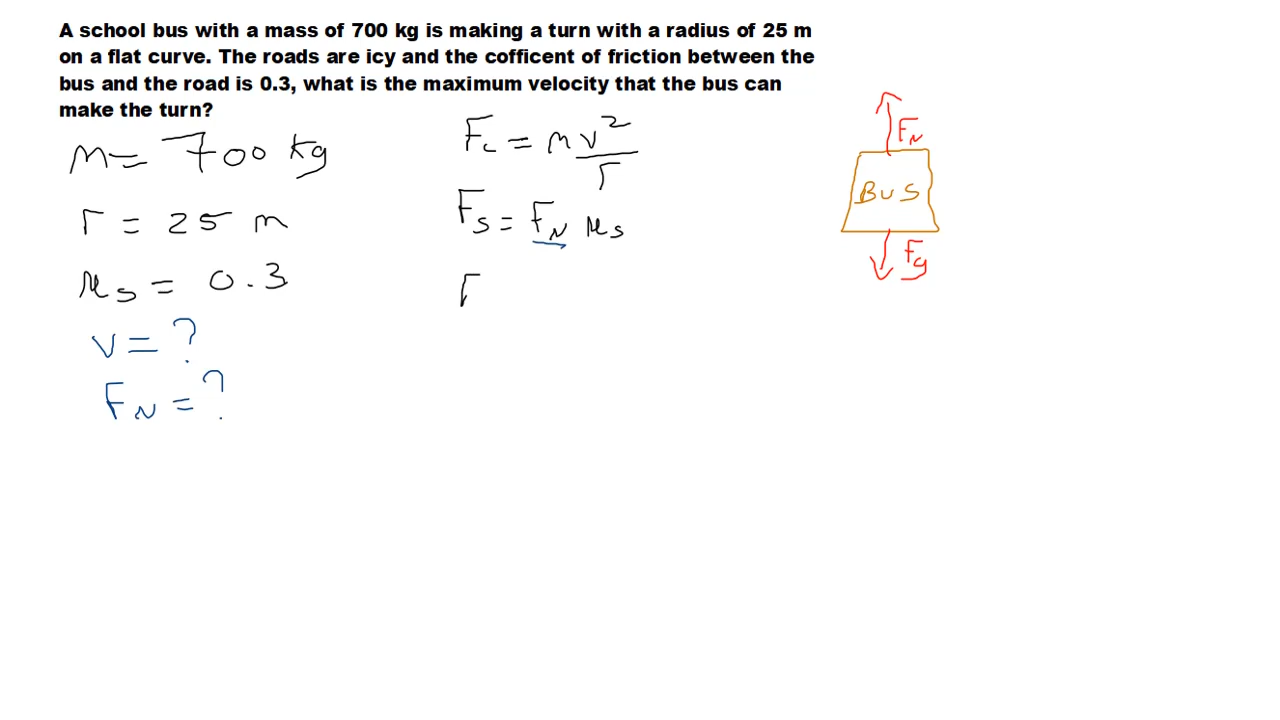 A school bus with a mass of 700 kg is making a turn with a radius of 25 m
on a flat curve. The roads are icy and the cofficent of friction between the
bus and the road is 0.3, what is the maximum velocity that the bus can
make the turn?
m = 700 kg
r = 25 m
μs = 0.3
v = ?
FN = ?
Fc = m v²/r
Fs = FN μs
FN
BUS
Fg